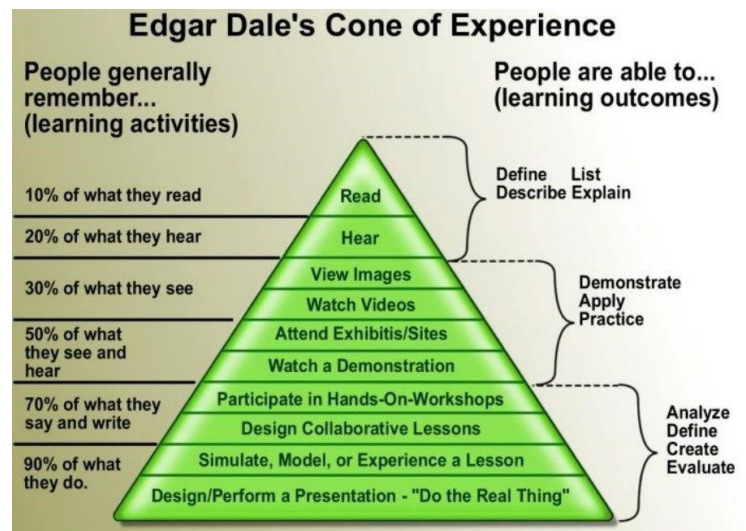 Edgar Dale's Cone of Experience
People generally
remember...
(learning activities)
People are able to...
(learning outcomes)
10% of what they read
20% of what they hear
30% of what they see
50% of what
they see and
hear
70% of what they
say and write
90% of what
they do.
Read
Hear
View Images
Watch Videos
Attend Exhibitis/Sites
Watch a Demonstration
Participate in Hands-On-Workshops
Design Collaborative Lessons
Simulate, Model, or Experience a Lesson
Design/Perform a Presentation - "Do the Real Thing"
Define List
Describe Explain
Demonstrate
Apply
Practice
Analyze
Define
Create
Evaluate